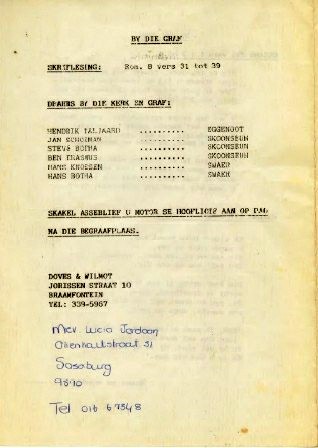 BY DIE GRAF
SKRIFLESING: Rom. 8 vers 31 tot 39
DRAERS BY DIE KERK EN GRAF:
HENDRIK TALJAARD .......... EGGENOOT
JAN SCHOEMAN .......... SKOONSEUN
STEVE BOTHA .......... SKOONSEUN
BEN ERASMUS .......... SKOONSEUN
HANS KNOESEN .......... SWAER
HANS BOTHA .......... SWAER
SKAKEL ASSEBLIEF U MOTOR SE HOOFLIGTE AAN OP PAD
NA DIE BEGRAAFPLAAS.
DOVES & WILMOT
JORISSEN STRAAT 10
BRAAMFONTEIN
TEL: 339-5967
Mev. Lucia Jordaan
31
Sasolburg
9570
Tel 016 67548